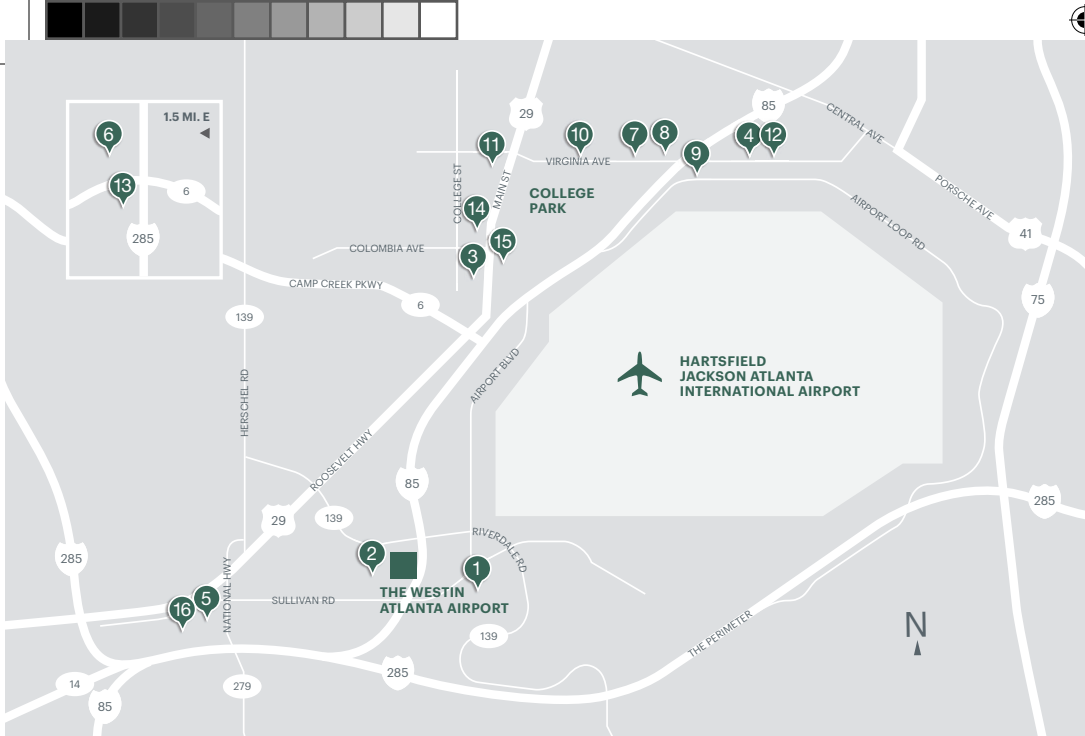 1.5 MI. E
6
13
6
285
29
85
11
10
7
8
9
4
12
CENTRAL AVE
VIRGINIA AVE
COLLEGE ST
MAIN ST
COLLEGE
PARK
PORSCHE AVE
AIRPORT LOOP RD
41
14
15
3
COLOMBIA AVE
CAMP CREEK PKWY
6
139
75
HERSCHEL RD
AIRPORT BLVD
HARTSFIELD
JACKSON ATLANTA
INTERNATIONAL AIRPORT
ROOSEVELT HWY
85
29
139
285
RIVERDALE RD
285
2
1
THE WESTIN
ATLANTA AIRPORT
NATIONAL HWY
SULLIVAN RD
5
16
139
THE PERIMETER
N
285
14
279
85